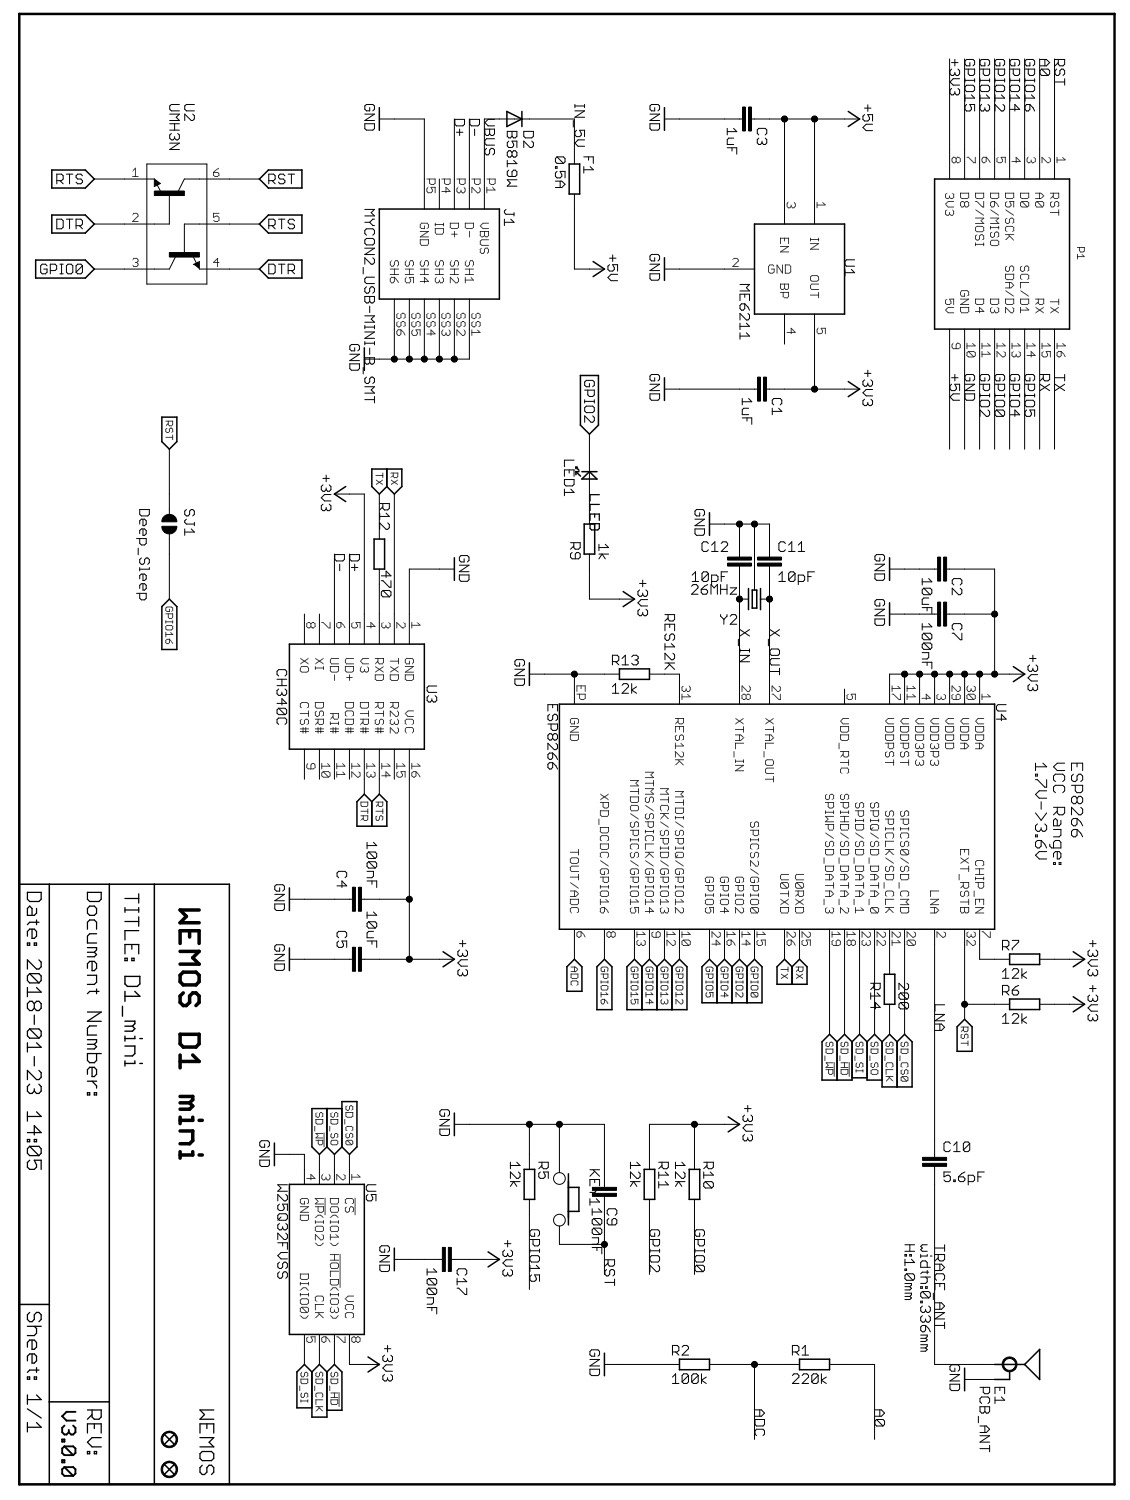 P1
RST
A0
GPIO16
GPIO14
GPIO12
GPIO13
GPIO15
+3V3
1
2
3
4
5
6
7
8
RST
A0
D0
D5/SCK
D6/MISO
D7/MOSI
D8
3V3
TX
RX
SCL/D1
SDA/D2
D3
D4
GND
5V
16
15
14
13
12
11
10
9
TX
RX
GPIO5
GPIO4
GPIO0
GPIO2
GND
+5V
+5V
C3
1uF
GND
U1
ME6211
1
3
2
5
4
IN
EN
GND
OUT
BP
GND
+3V3
C1
1uF
GND
IN_5V
F1
0.5A
+5V
D2
B5819W
VBUS
D-
D+
GND
J1
MYCON2_USB-MINI-B_SMT
P1
P2
P3
P4
P5
VBUS
D-
D+
ID
GND
SH1
SH2
SH3
SH4
SH5
SH6
SS1
SS2
SS3
SS4
SS5
SS6
GND
U2
UMH3N
RTS
DTR
GPIO0
1
2
3
6
5
4
RST
RTS
DTR
ESP8266
VCC Range:
1.7V->3.6V
+3V3
C2
10uF
GND
C7
100nF
GND
C11
10pF
C12
10pF
GND
26MHz
Y2
X_OUT
X_IN
RES12K
R13
12k
GND
GPIO2
LED1
LLED
R9
1k
+3V3
U4
ESP8266
1
30
29
3
4
11
17
5
27
28
31
EP
VDDA
VDDA
VDDD
VDD3P3
VDD3P3
VDDPST
VDDPST
VDD_RTC
XTAL_OUT
XTAL_IN
RES12K
GND
CHIP_EN
EXT_RSTB
LNA
SPICS0/SD_CMD
SPICLK/SD_CLK
SPIQ/SD_DATA_0
SPID/SD_DATA_1
SPIHD/SD_DATA_2
SPIWP/SD_DATA_3
U0RXD
U0TXD
SPICS2/GPIO0
GPIO2
GPIO4
GPIO5
MTDI/SPIQ/GPIO12
MTCK/SPID/GPIO13
MTMS/SPICLK/GPIO14
MTDO/SPICS/GPIO15
XPD_DCDC/GPIO16
TOUT/ADC
7
32
2
20
21
22
23
18
19
25
26
15
14
16
24
10
12
9
13
8
6
R7
12k
+3V3
R6
12k
+3V3
RST
LNA
R14
200
SD_CS0
SD_CLK
SD_SO
SD_SI
SD_HD
SD_WP
RX
TX
GPIO0
GPIO2
GPIO4
GPIO5
GPIO12
GPIO13
GPIO14
GPIO15
GPIO16
ADC
C10
5.6pF
TRACE_ANT
width:0.336mm
H:1.0mm
E1
PCB_ANT
GND
A0
R1
220k
ADC
R2
100k
GND
+3V3
R10
12k
GPIO0
R11
12k
GPIO2
C9
100nF
RST
R5
12k
GPIO15
GND
RST
SJ1
Deep_Sleep
GPIO16
RX
TX
R12
470
+3V3
D+
D-
GND
U3
CH340C
1
2
3
4
5
6
7
8
GND
TXD
RXD
V3
UD+
UD-
XI
XO
VCC
R232
RTS#
DTR#
DCD#
RI#
DSR#
CTS#
16
15
14
13
12
11
10
9
RTS
DTR
C4
100nF
GND
C5
10uF
GND
+3V3
SD_CS0
SD_SO
SD_WP
GND
U5
W25Q32FVSS
1
2
3
4
CS
DO(IO1)
WP(IO2)
GND
VCC
HOLD(IO3)
CLK
DI(IO0)
8
7
6
5
+3V3
SD_HD
SD_CLK
SD_SI
+3V3
C17
100nF
GND
WEMOS D1 mini
WEMOS
TITLE: D1_mini
Document Number:
REV:
V3.0.0
Date: 2018-01-23 14:05
Sheet: 1/1